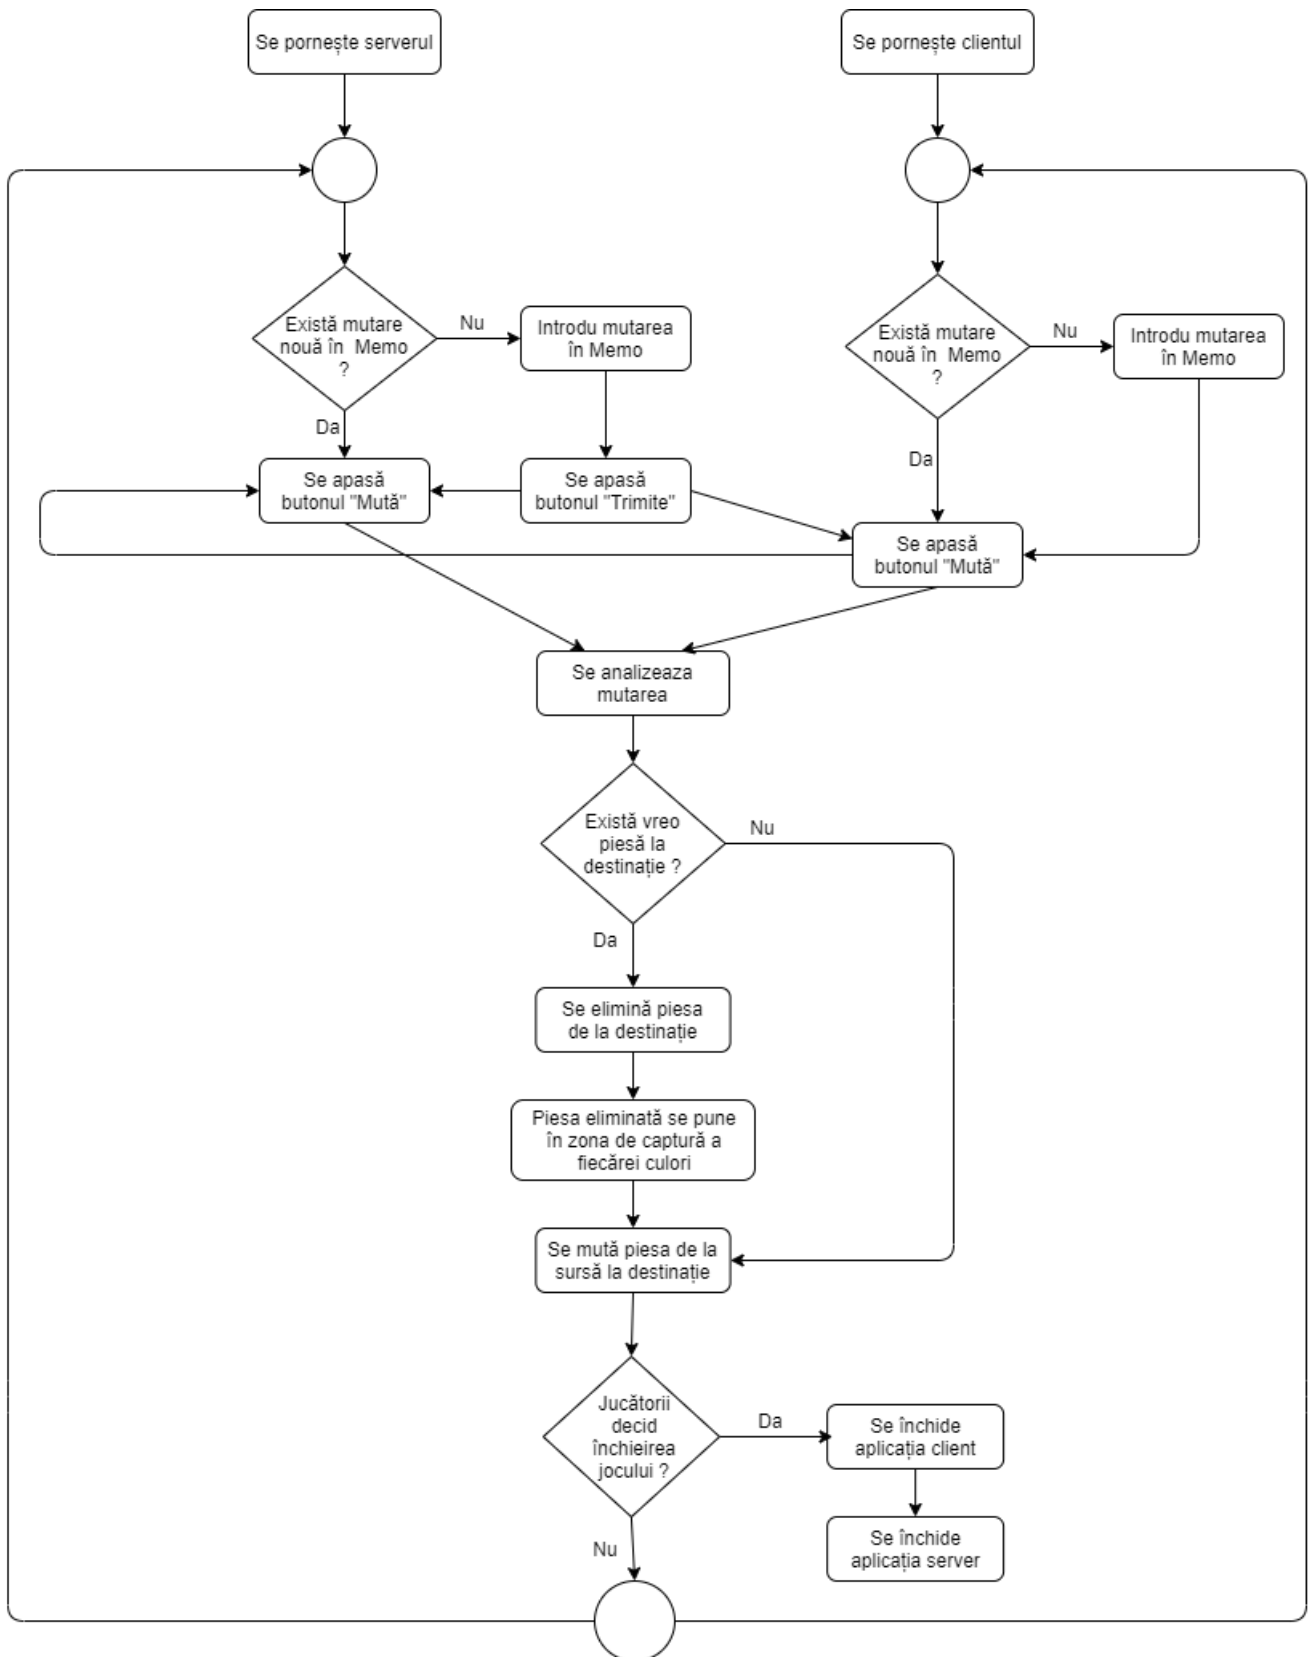 Se pornește serverul
Se pornește clientul
Există mutare
nouă în Memo
?
Nu
Introdu mutarea
în Memo
Există mutare
nouă în Memo
?
Nu
Introdu mutarea
în Memo
Da
Da
Se apasă
butonul "Mută"
Se apasă
butonul "Trimite"
Se apasă
butonul "Mută"
Se analizeaza
mutarea
Există vreo
piesă la
destinație ?
Nu
Da
Se elimină piesa
de la destinație
Piesa eliminată se pune
în zona de captură a
fiecărei culori
Se mută piesa de la
sursă la destinație
Jucătorii
decid
închieirea
jocului ?
Da
Se închide
aplicația client
Nu
Se închide
aplicația server